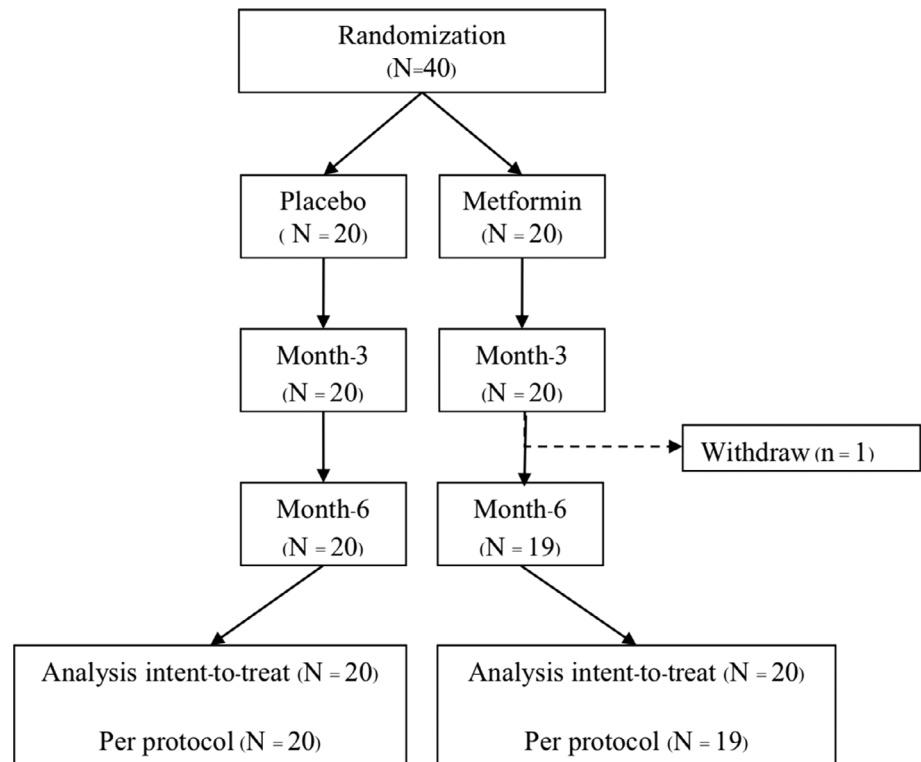 Randomization
(N=40)
Placebo
( N = 20)
Metformin
(N = 20)
Month-3
(N = 20)
Month-3
(N = 20)
Withdraw (n = 1)
Month-6
(N = 20)
Month-6
(N = 19)
Analysis intent-to-treat (N = 20)
Per protocol (N = 20)
Analysis intent-to-treat (N = 20)
Per protocol (N = 19)